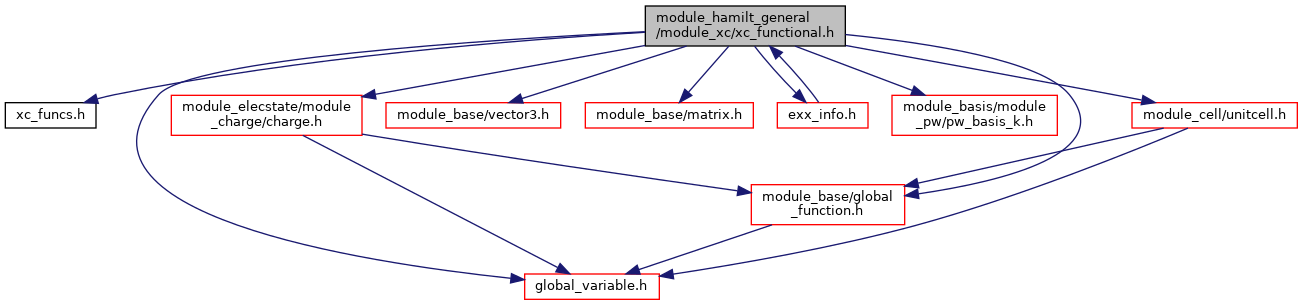 module_hamilt_general
/module_xc/xc_functional.h
xc_funcs.h
module_elecstate/module
_charge/charge.h
module_base/vector3.h
module_base/matrix.h
exx_info.h
module_basis/module
_pw/pw_basis_k.h
module_cell/unitcell.h
module_base/global
_function.h
global_variable.h